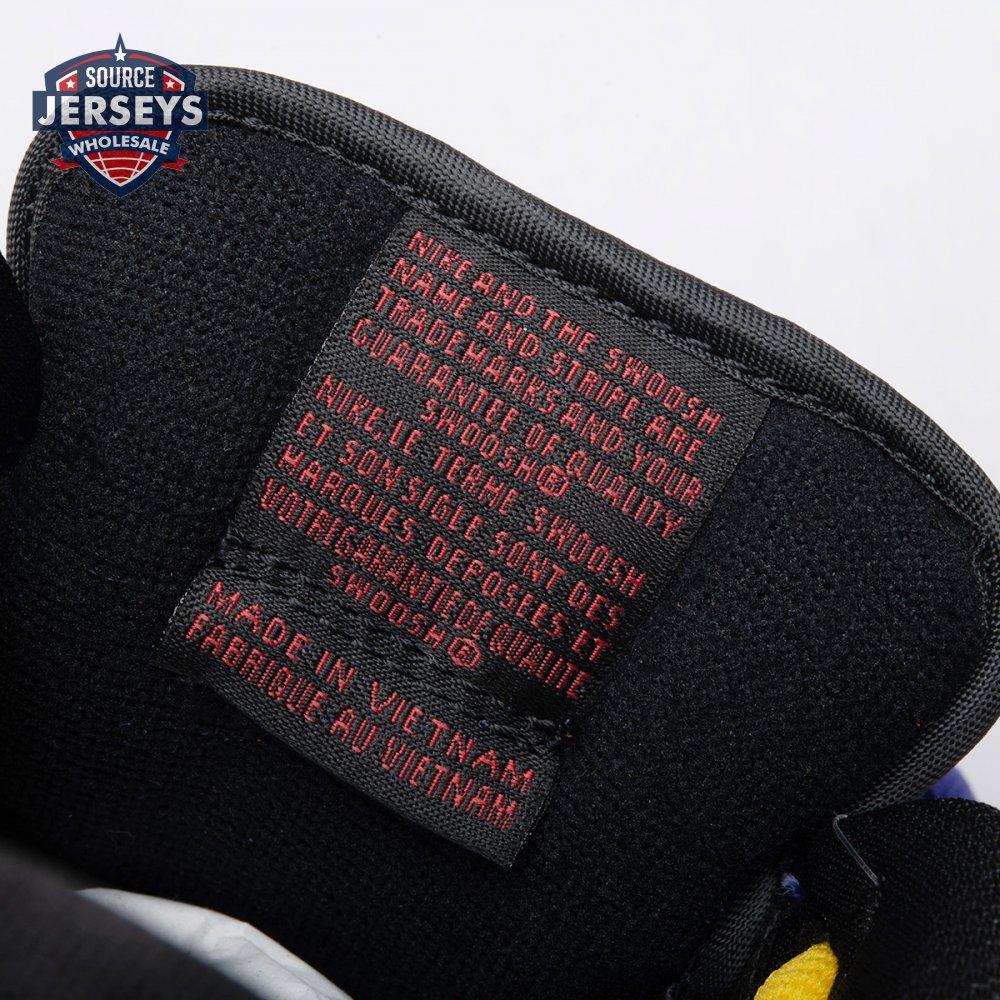 SOURCE
JERSEYS
WHOLESALE
NIKE AND THE SWOOSH
NAME AND STRIPE ARE
TRADEMARKS AND YOUR
GUARANTEE OF QUALITY
SWOOSH®
NIKE, LE TERME SWOOSH
ET SON SIGLE SONT DES
MARQUES DEPOSEES ET
VOTRIGARANTIEDEQUALITE
SWOOSH®
MADE IN VIETNAM
FABRIQUE AU VIETNAM